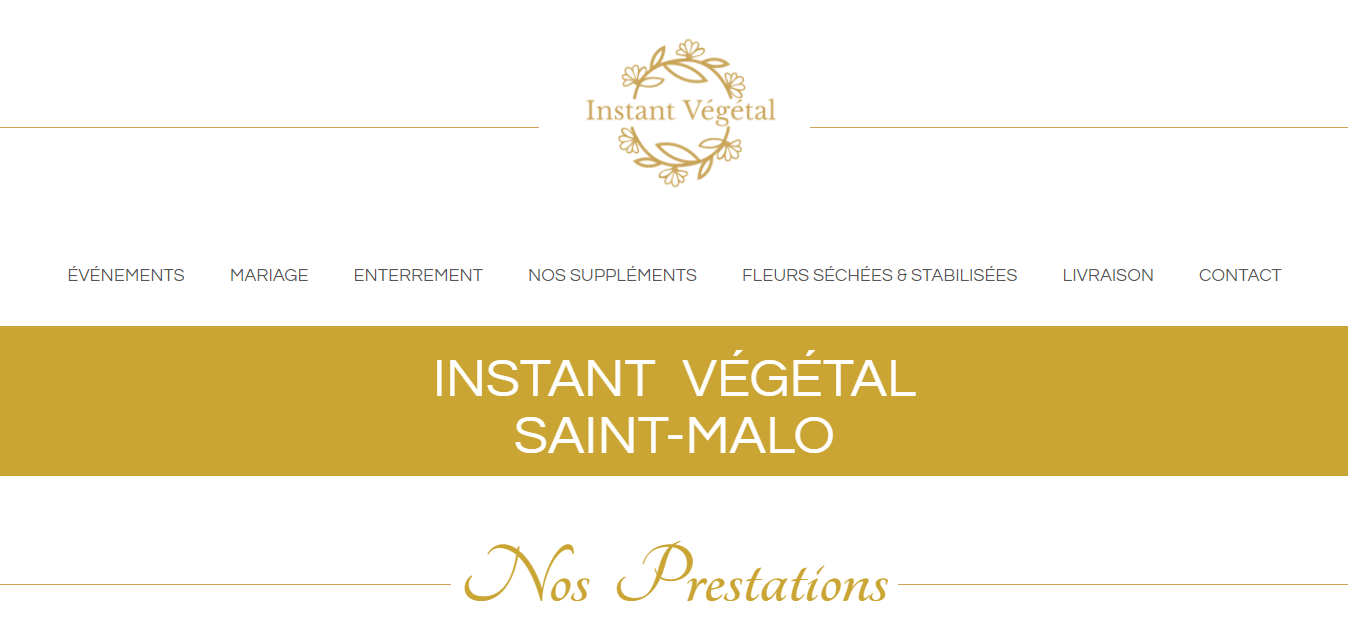 Instant Végétal
ÉVÉNEMENTS MARIAGE ENTERREMENT NOS SUPPLÉMENTS FLEURS SÉCHÉES & STABILISÉES LIVRAISON CONTACT
INSTANT VÉGÉTAL
SAINT-MALO
Nos Prestations